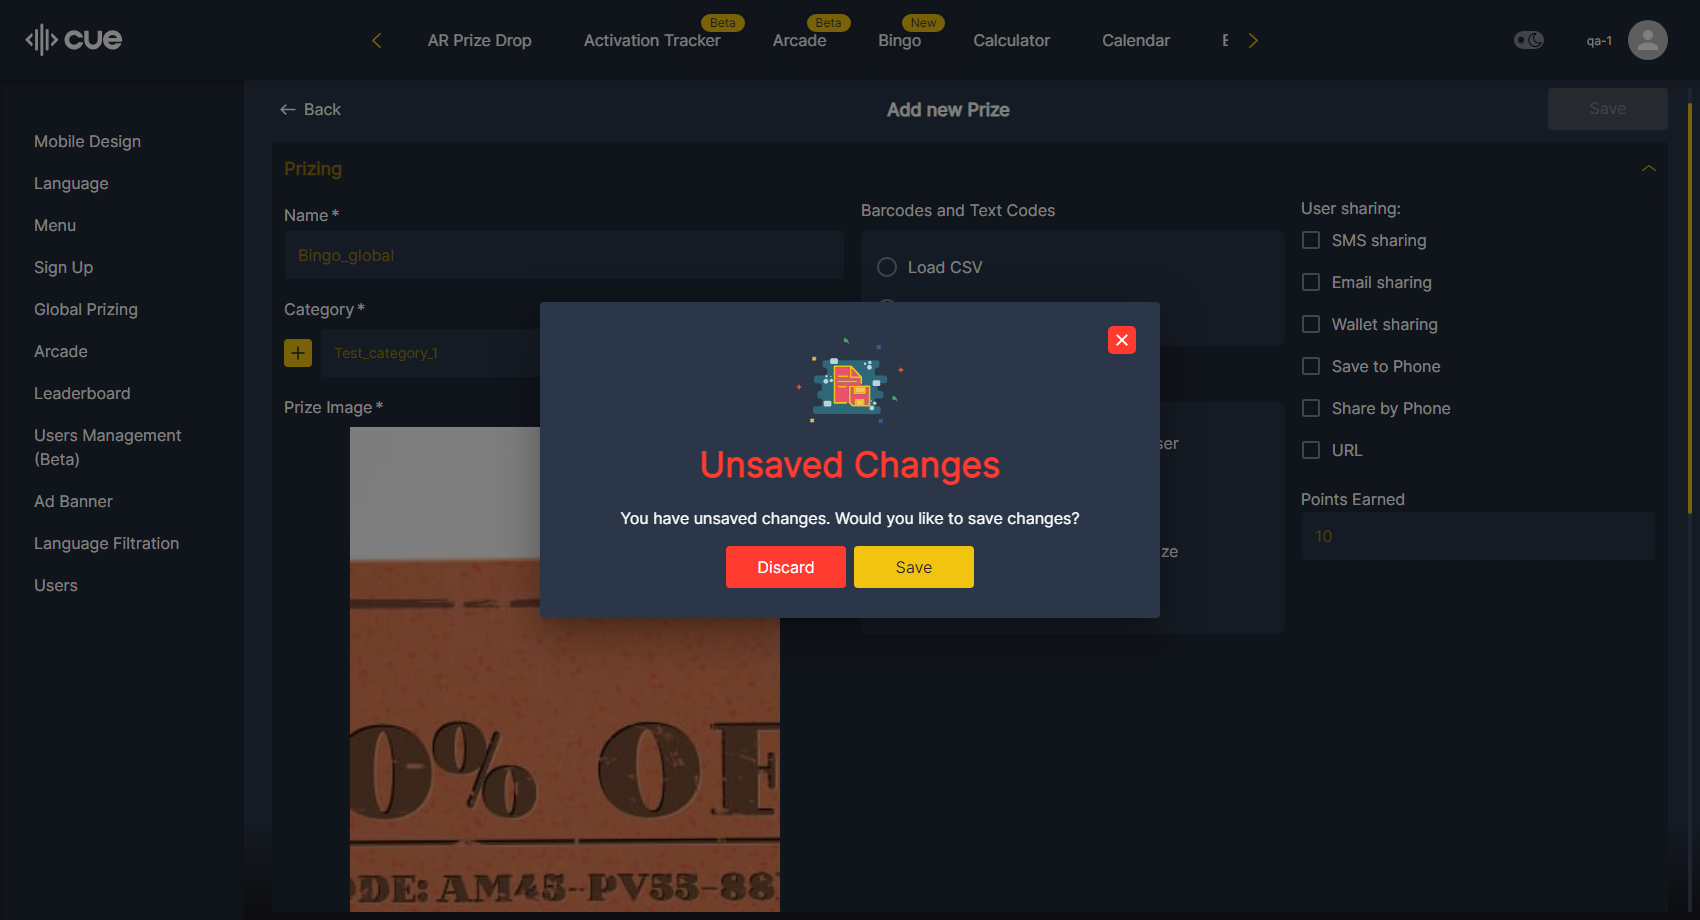 cue
AR Prize Drop
Activation Tracker
Beta
Arcade
Beta
Bingo
New
Calculator
Calendar
qa-1
Mobile Design
Language
Menu
Sign Up
Global Prizing
Arcade
Leaderboard
Users Management
(Beta)
Ad Banner
Language Filtration
Users
Back
Add new Prize
Save
Prizing
Name*
Bingo_global
Category*
Test_category_1
Prize Image*
0% OF
ODE: AM45-PV55-88
Barcodes and Text Codes
Load CSV
ser
ze
User sharing:
SMS sharing
Email sharing
Wallet sharing
Save to Phone
Share by Phone
URL
Points Earned
10
Unsaved Changes
You have unsaved changes. Would you like to save changes?
Discard
Save